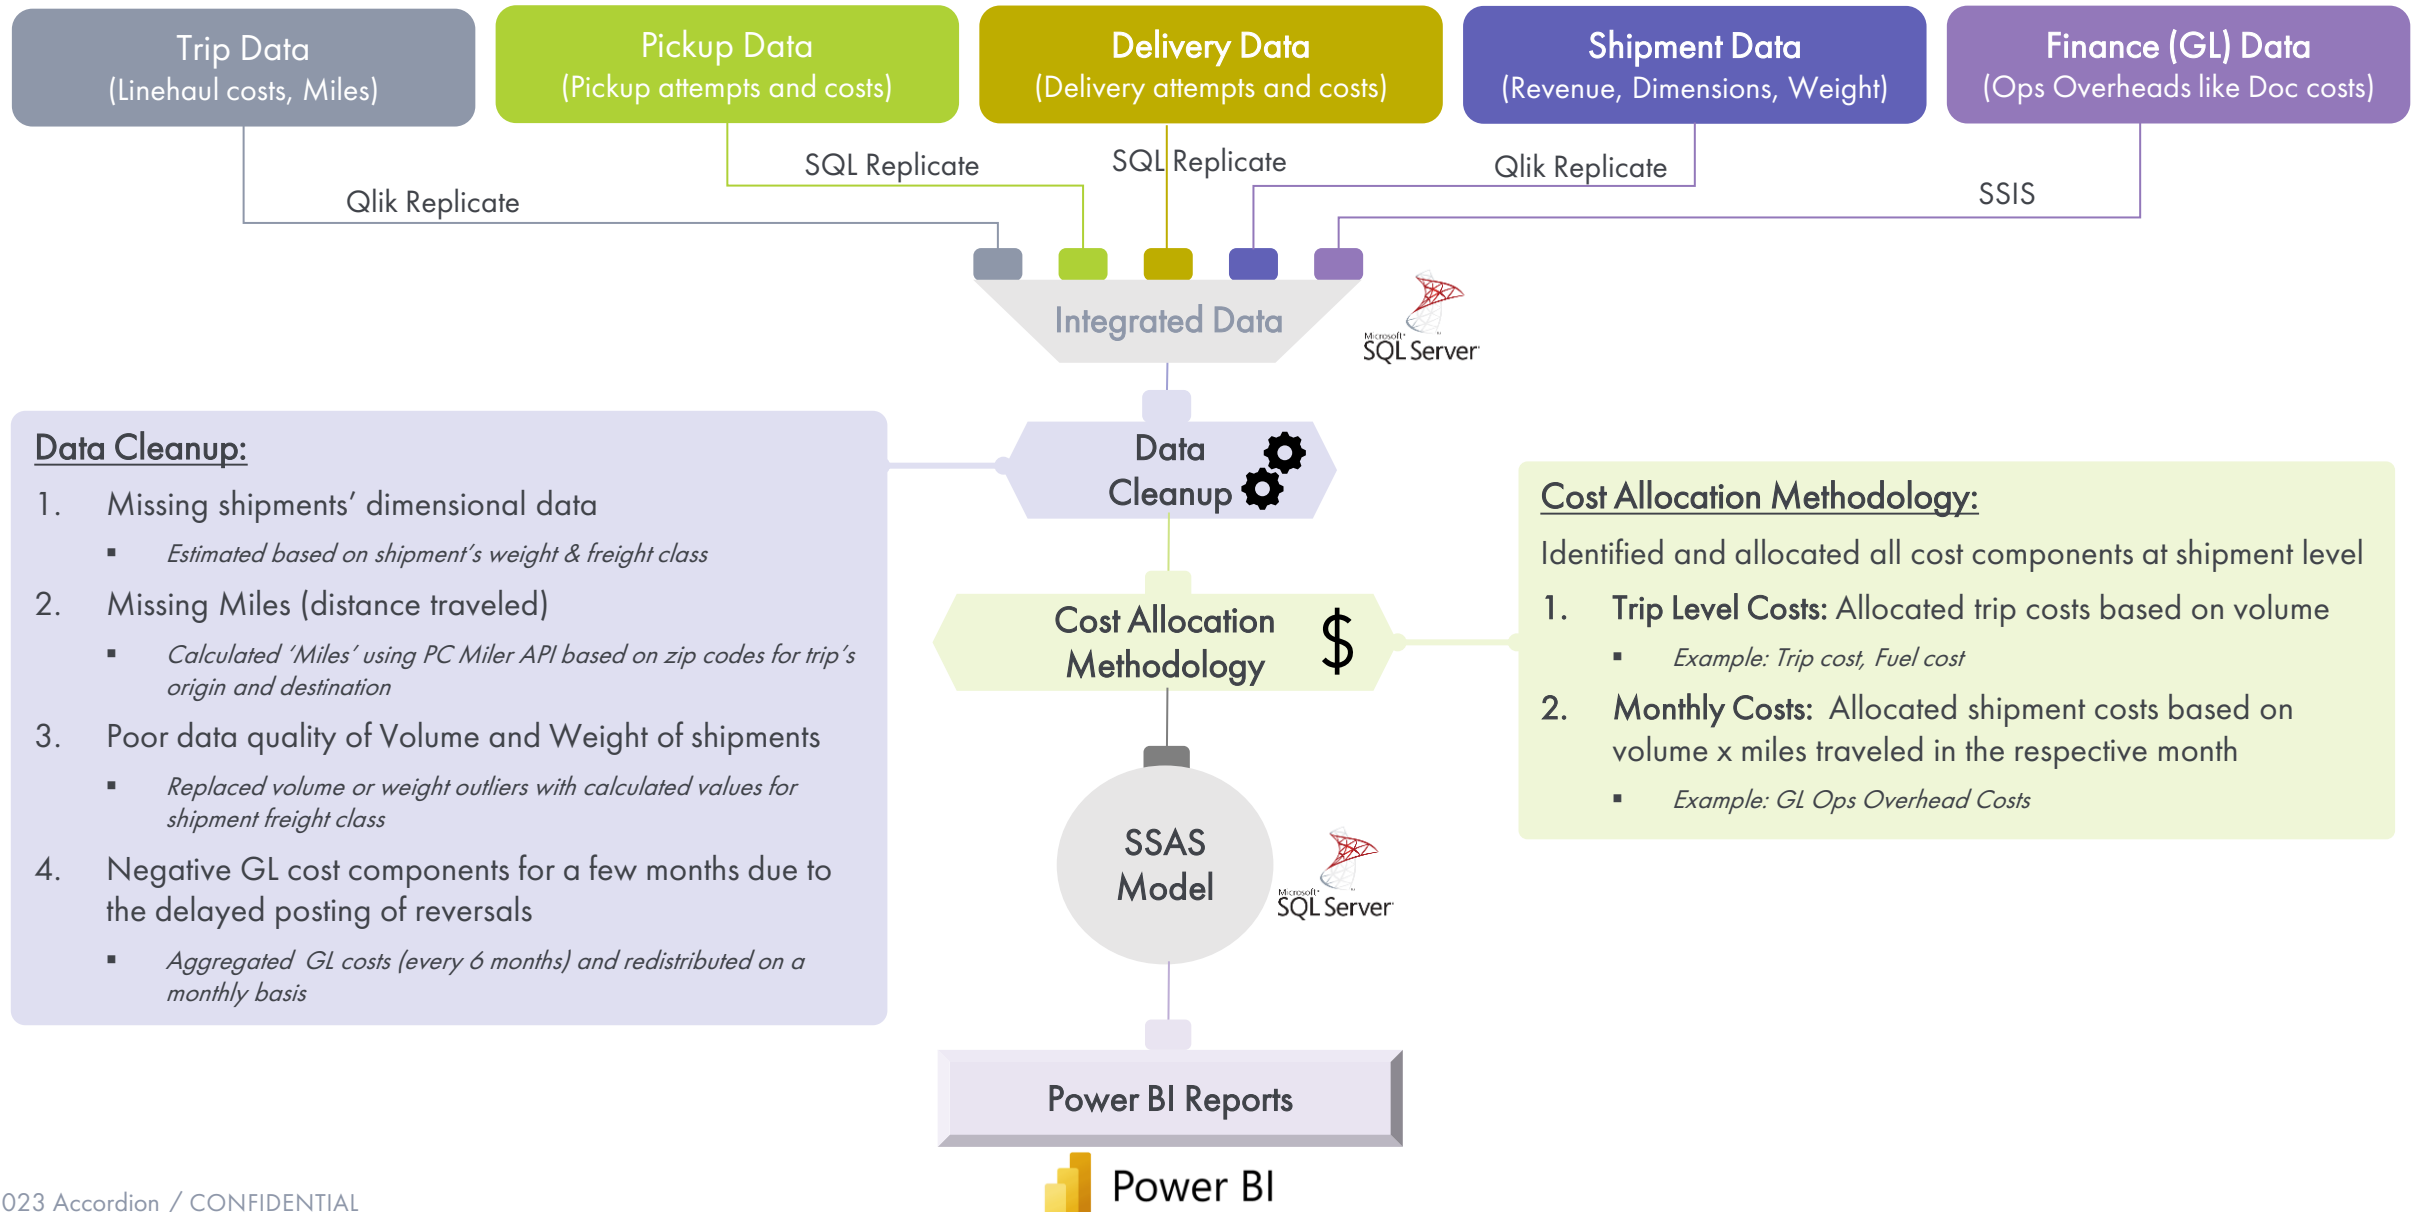 Trip Data
(Linehaul costs, Miles)
Pickup Data
(Pickup attempts and costs)
Delivery Data
(Delivery attempts and costs)
Shipment Data
(Revenue, Dimensions, Weight)
Finance (GL) Data
(Ops Overheads like Doc costs)
Qlik Replicate
SQL Replicate
SQL Replicate
Qlik Replicate
SSIS
Integrated Data
Microsoft®
SQL Server
Data Cleanup:
1. Missing shipments’ dimensional data
▪ Estimated based on shipment’s weight & freight class
2. Missing Miles (distance traveled)
▪ Calculated ‘Miles’ using PC Miler API based on zip codes for trip’s
origin and destination
3. Poor data quality of Volume and Weight of shipments
▪ Replaced volume or weight outliers with calculated values for
shipment freight class
4. Negative GL cost components for a few months due to
the delayed posting of reversals
▪ Aggregated GL costs (every 6 months) and redistributed on a
monthly basis
Data
Cleanup
Cost Allocation
Methodology
$
Cost Allocation Methodology:
Identified and allocated all cost components at shipment level
1. Trip Level Costs: Allocated trip costs based on volume
▪ Example: Trip cost, Fuel cost
2. Monthly Costs: Allocated shipment costs based on
volume x miles traveled in the respective month
▪ Example: GL Ops Overhead Costs
SSAS
Model
Microsoft®
SQL Server
Power BI Reports
Power BI
023 Accordion / CONFIDENTIAL